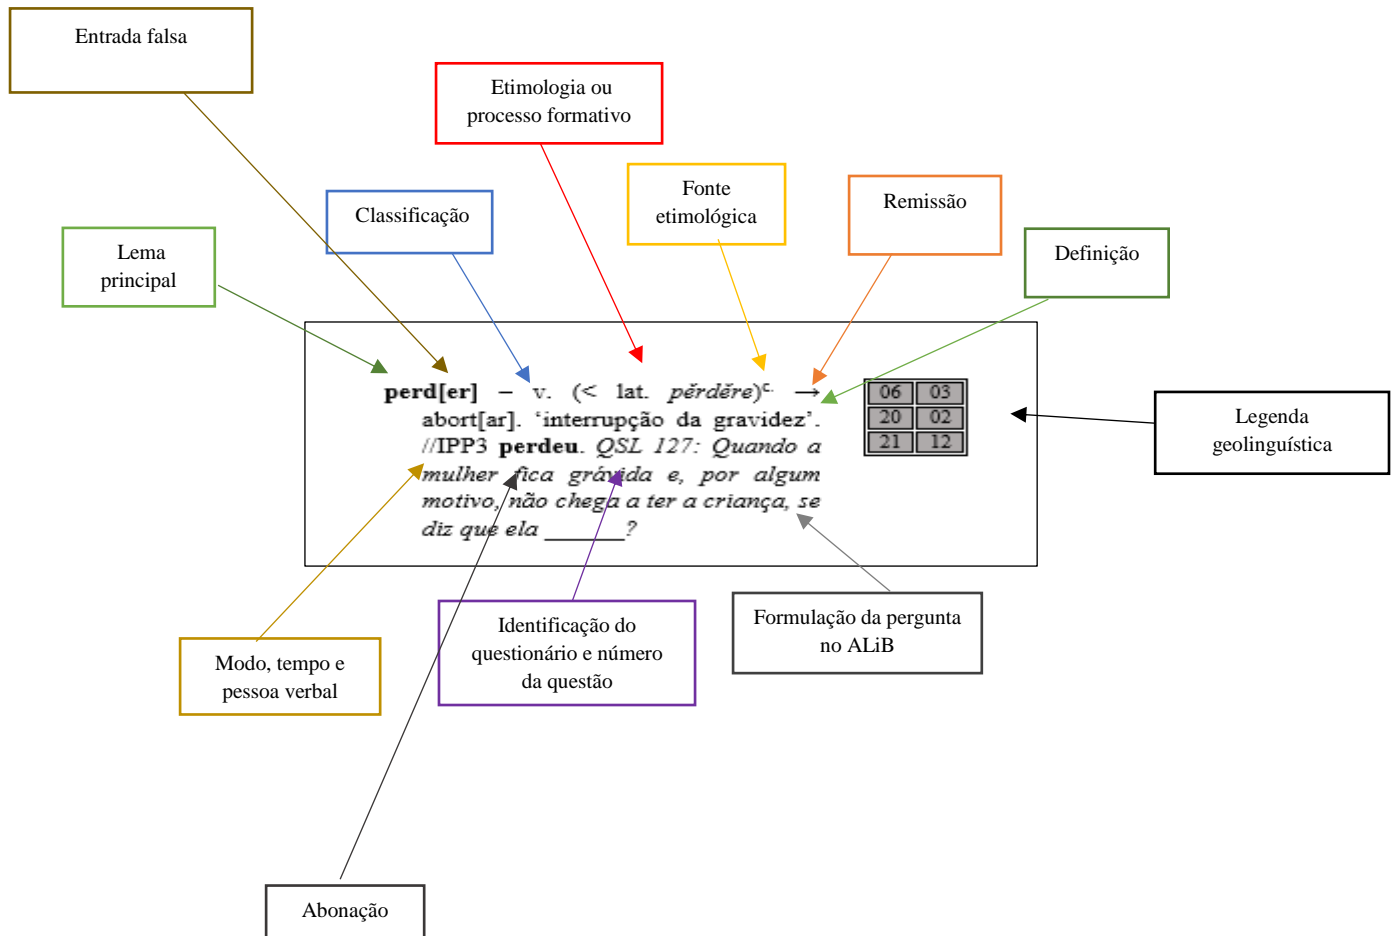 Entrada falsa
Etimologia ou
processo formativo
Fonte
etimológica
Remissão
Classificação
Lema
principal
Definição
perd[er] – v. (< lat. pĕrdĕre)ᶜ· →
abort[ar]. ‘interrupção da gravidez’.
//IPP3 perdeu. QSL 127: Quando a
mulher fica grávida e, por algum
motivo, não chega a ter a criança, se
diz que ela _______?
06 03
20 02
21 12
Legenda
geolinguística
Formulação da pergunta
no ALiB
Identificação do
questionário e número
da questão
Modo, tempo e
pessoa verbal
Abonação